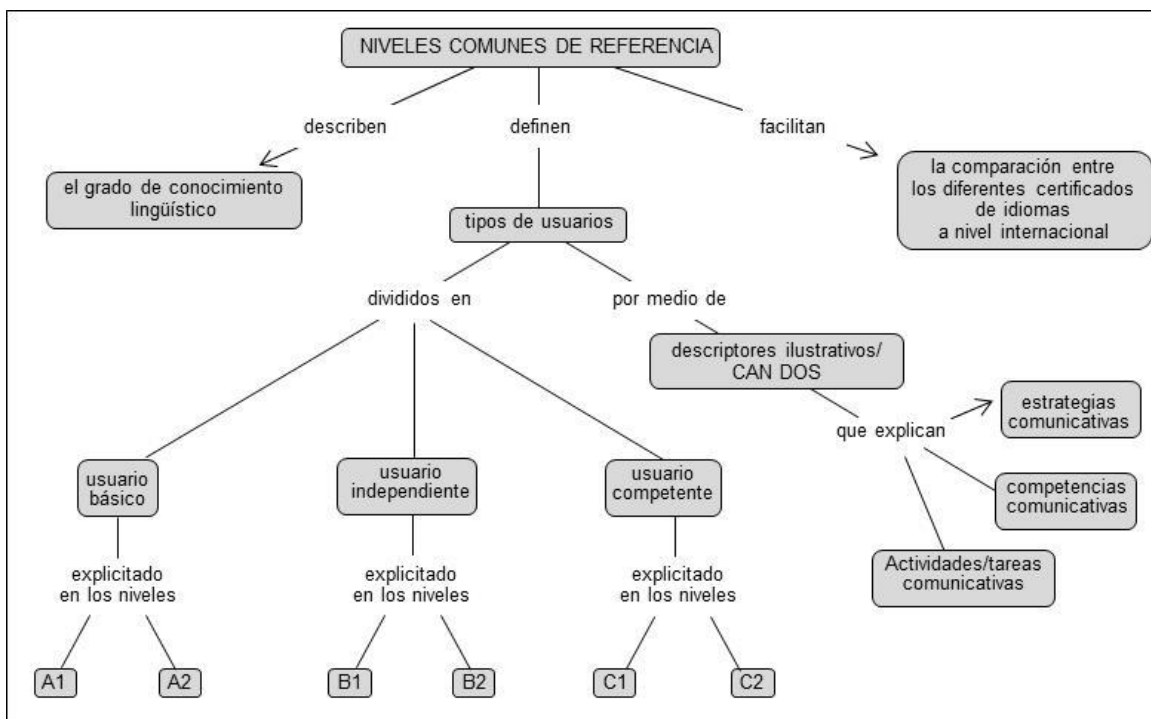 NIVELES COMUNES DE REFERENCIA
describen
definen
facilitan
el grado de conocimiento
lingüístico
la comparación entre
los diferentes certificados
de idiomas
a nivel internacional
tipos de usuarios
divididos en
por medio de
descriptores ilustrativos/
CAN DOS
que explican
estrategias
comunicativas
competencias
comunicativas
Actividades/tareas
comunicativas
usuario
básico
usuario
independiente
usuario
competente
explicitado
en los niveles
explicitado
en los niveles
explicitado
en los niveles
A1
A2
B1
B2
C1
C2